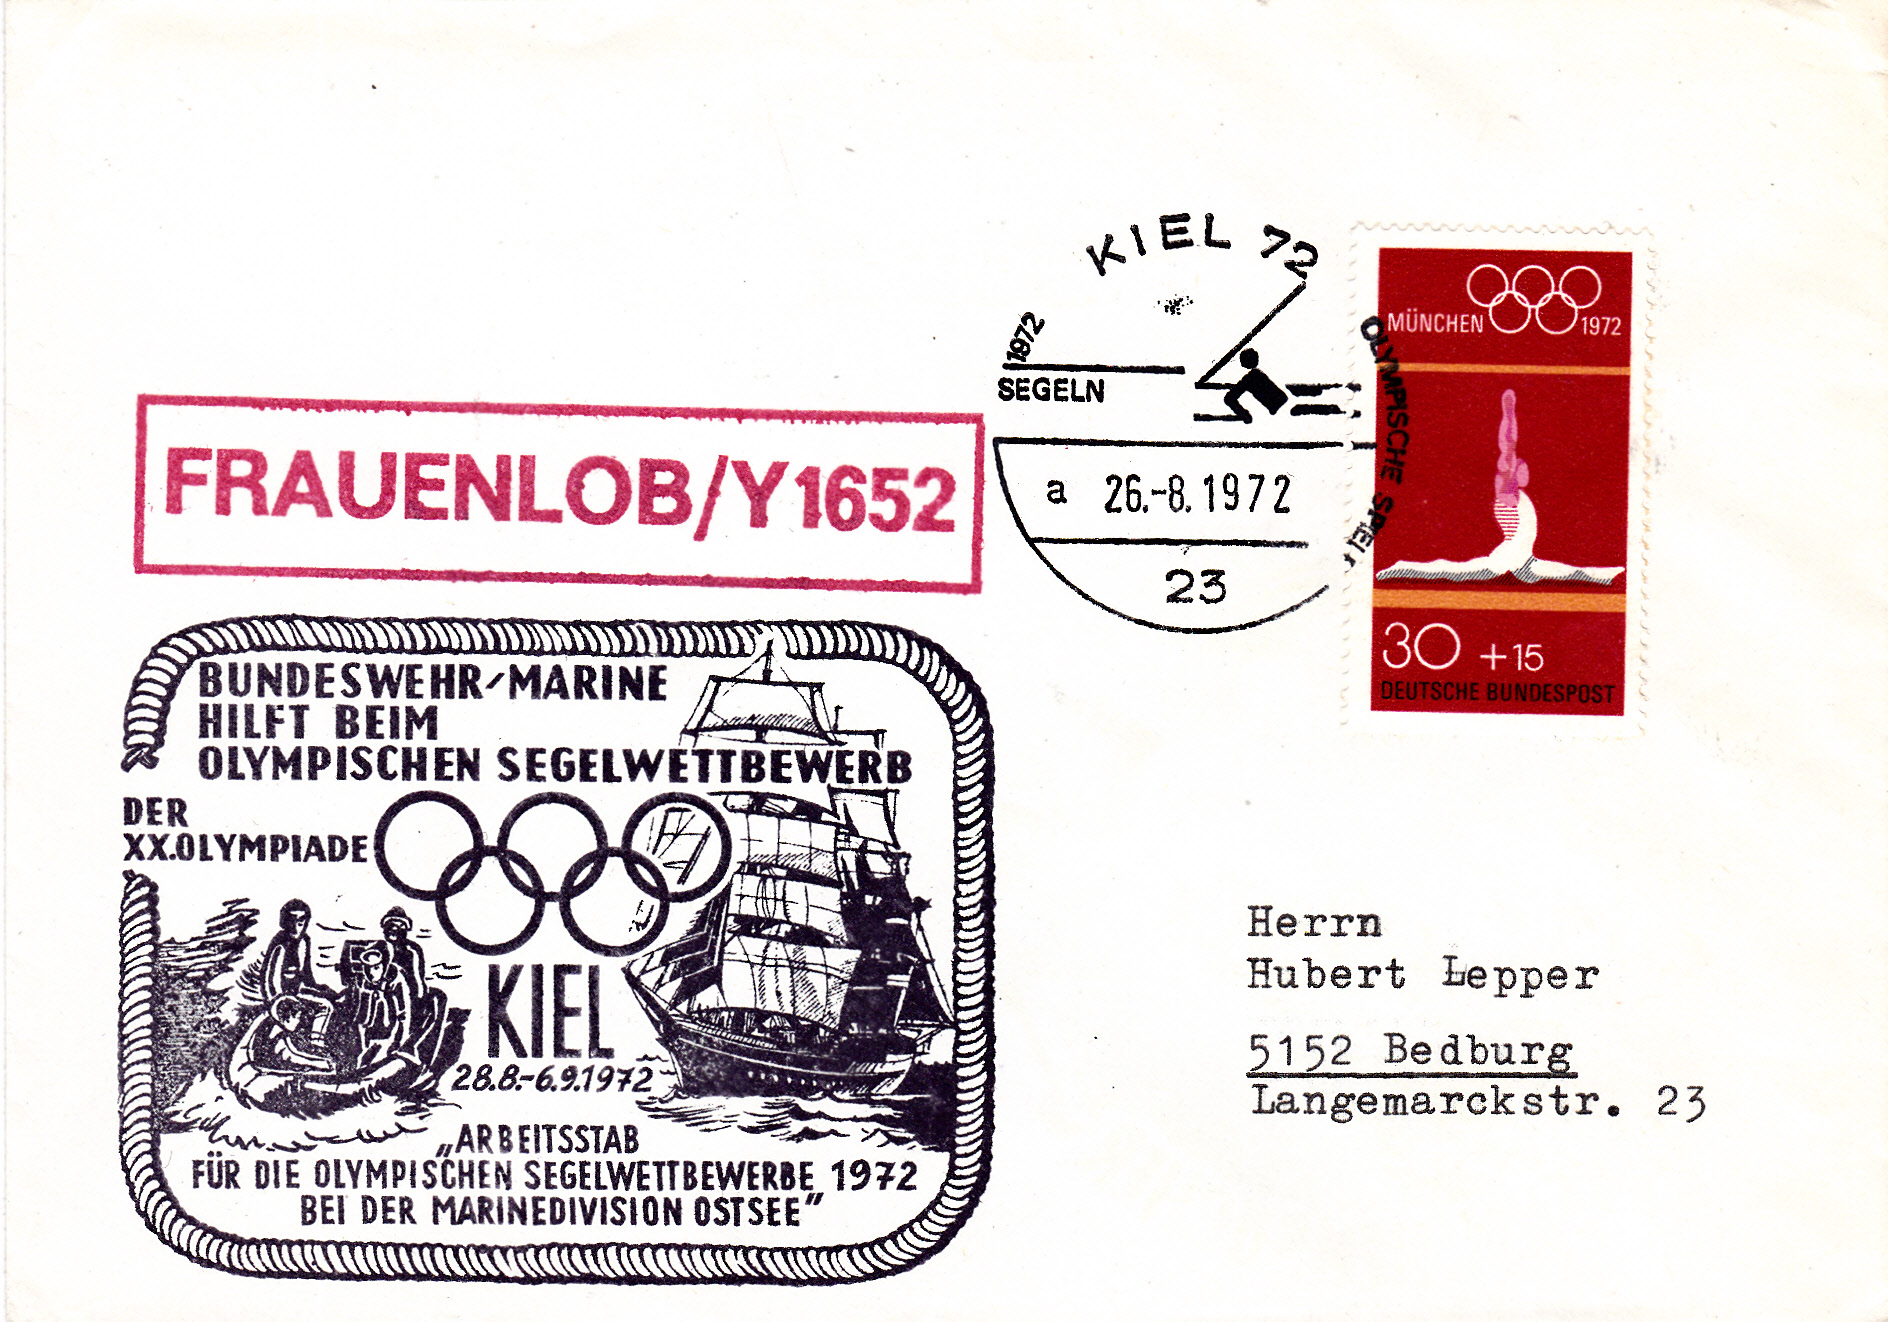 KIEL 72
1972
SEGELN
OLYMPISCHE SPIEL
a 26.-8.1972
23
MÜNCHEN 1972
30 +15
DEUTSCHE BUNDESPOST
FRAUENLOB/Y1652
BUNDESWEHR-MARINE
HILFT BEIM
OLYMPISCHEN SEGELWETTBEWERB
DER
XX.OLYMPIADE
KIEL
28.8.-6.9.1972
„ARBEITSSTAB
FÜR DIE OLYMPISCHEN SEGELWETTBEWERBE 1972
BEI DER MARINEDIVISION OSTSEE"
Herrn
Hubert Lepper
5152 Bedburg
Langemarckstr. 23